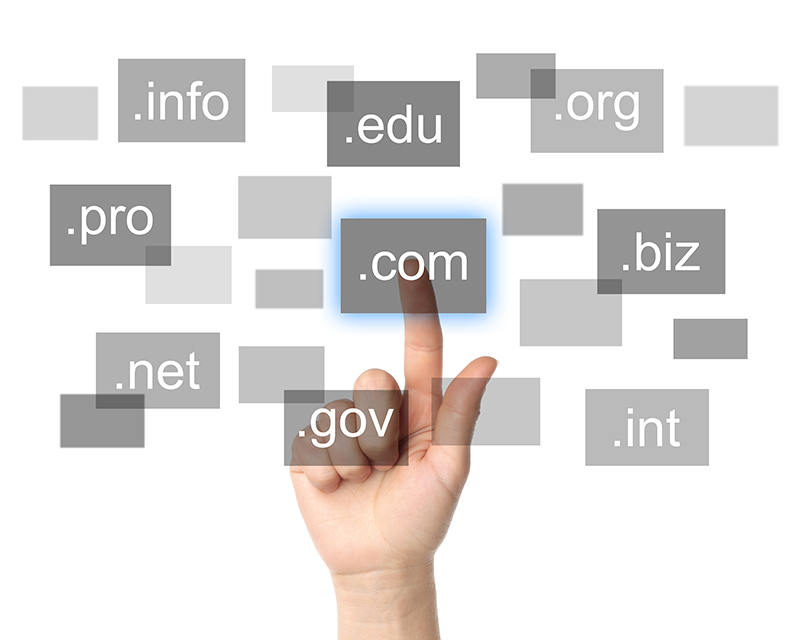 .info
.edu
.org
.pro
.com
.biz
.net
.gov
.int